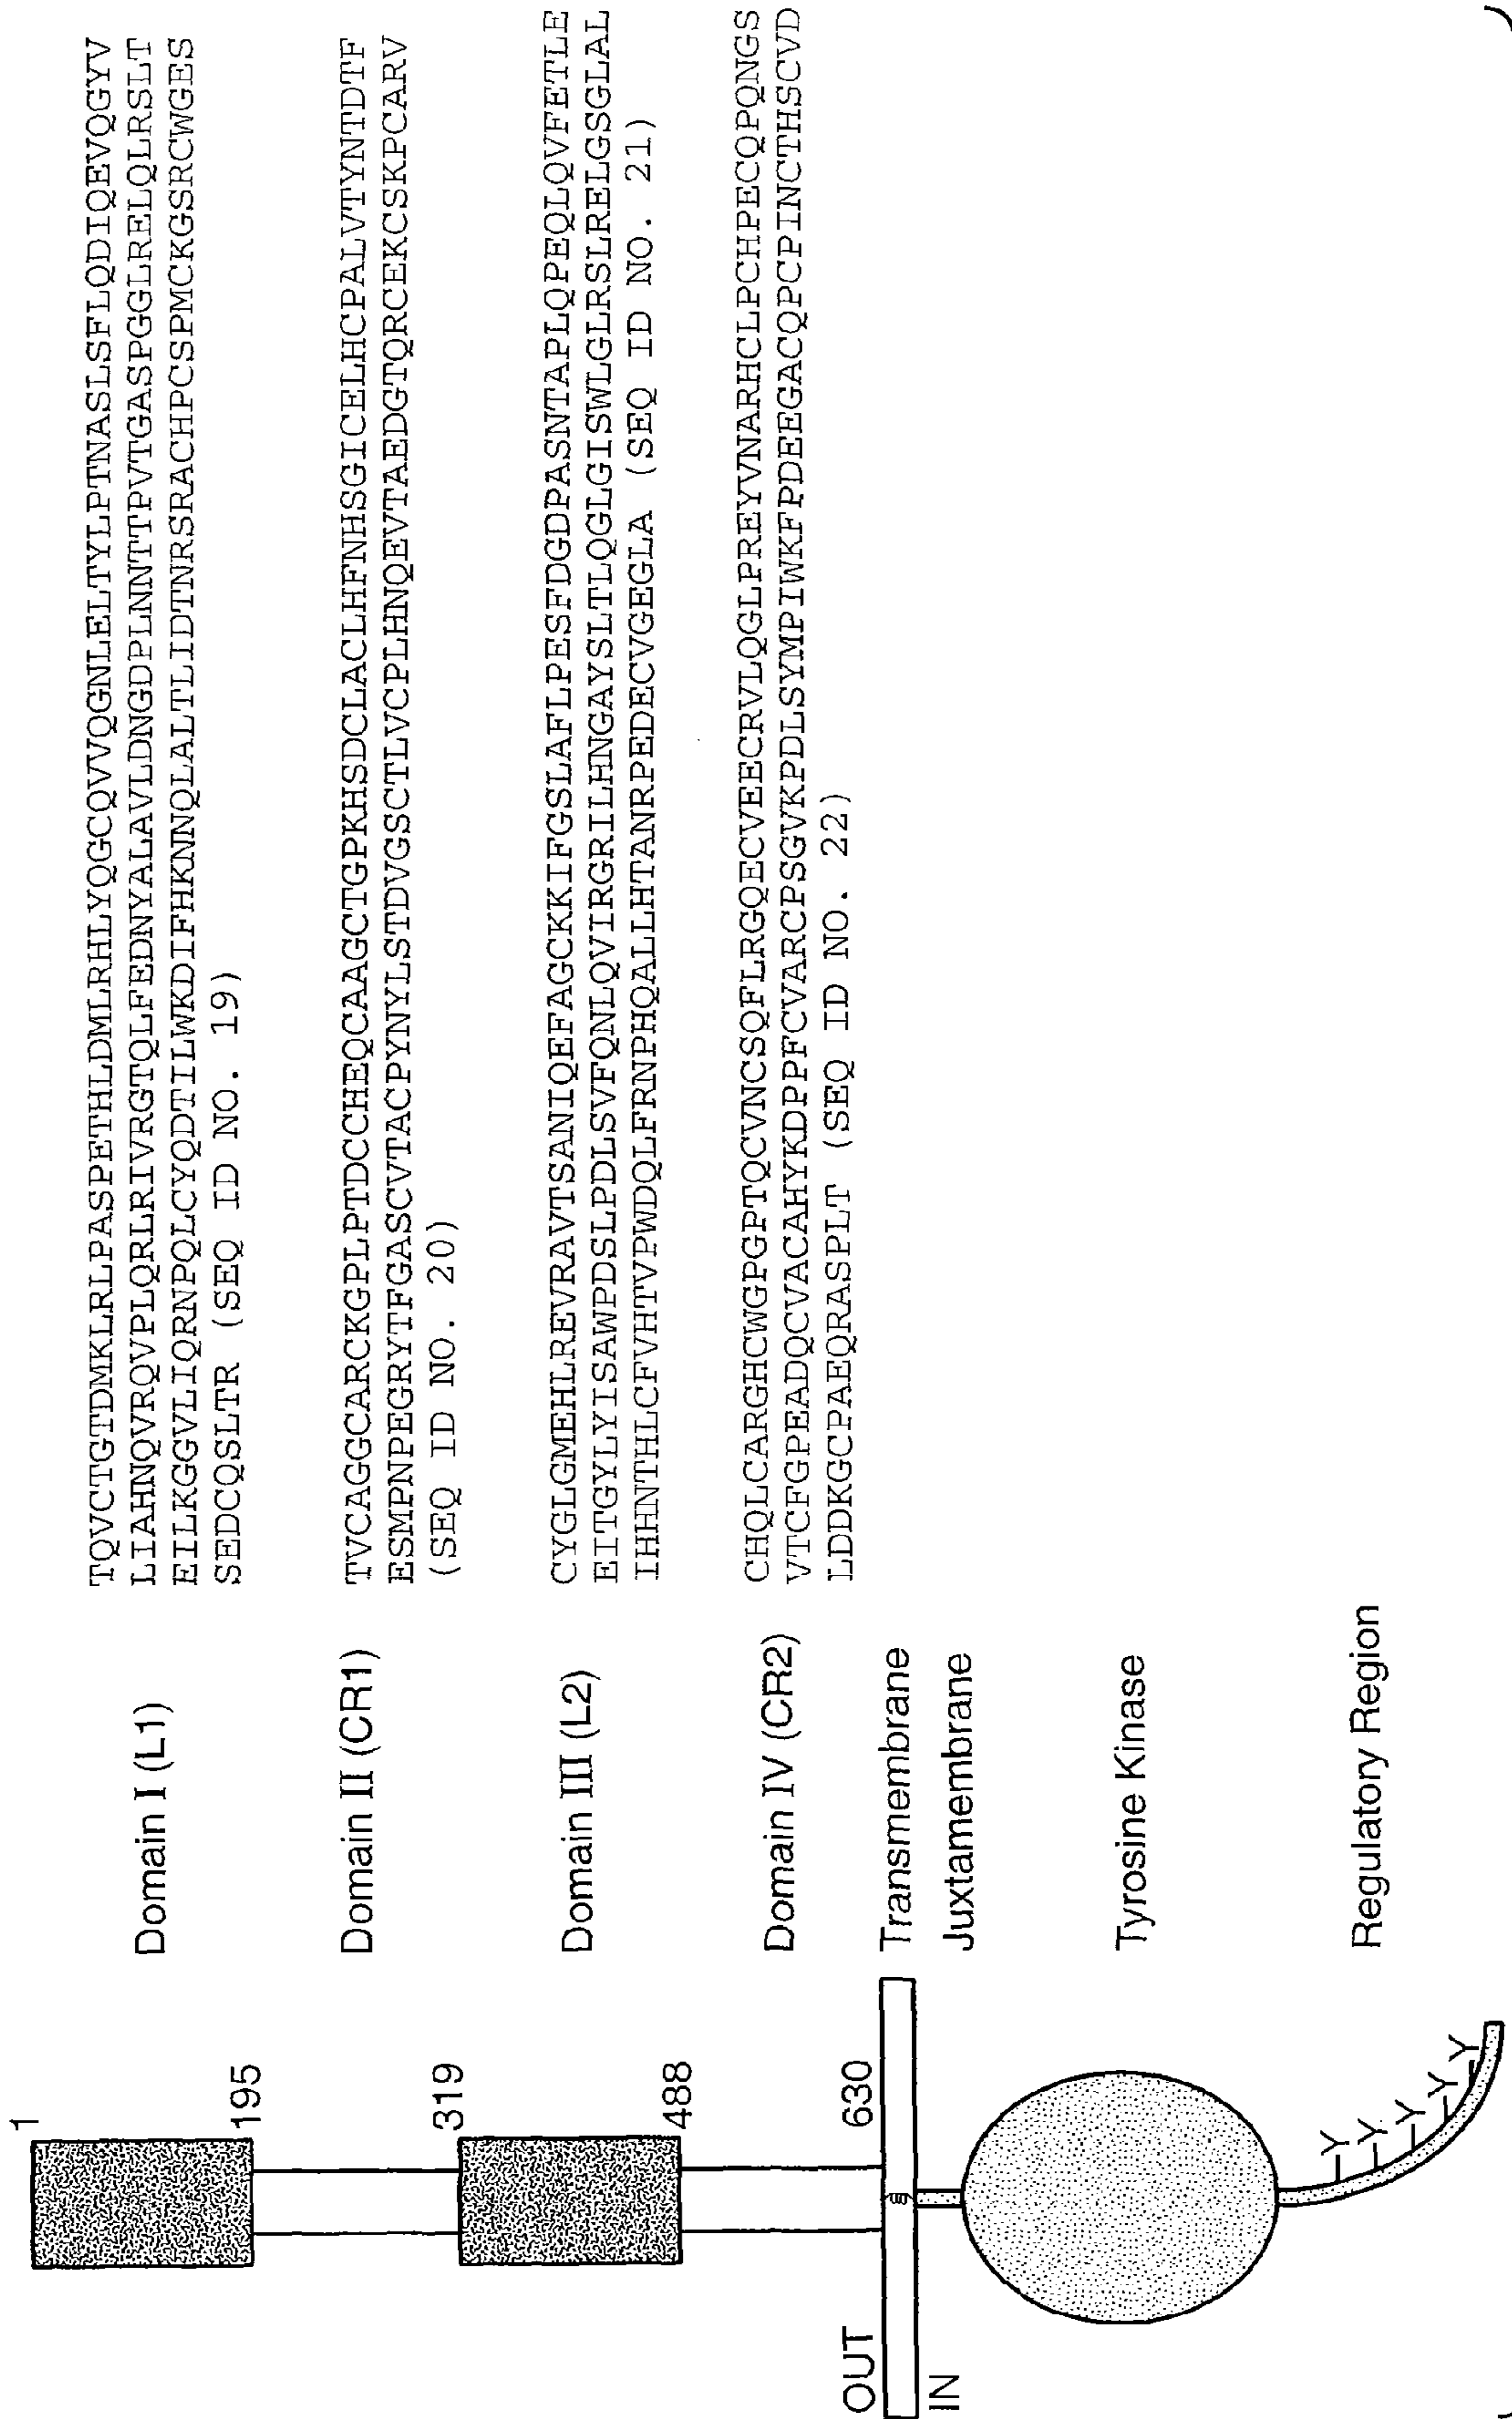 1
195
319
488
630
OUT
IN
Domain I (L1)
TQVCTGTDMKLRLPASPETHLDMLRHLYQGCQVVQGNLELTYLPTNASLSFLQDIQEVQGYV
LIAHNQVRQVPLQRLRIVRGTQLFEDNYALAVLDNGDPLNNTTPVTGASPGGLRELQLRSLT
EILKGGVLIQRNPQLCYQDTILWKDIFHKNNQLALTLIDTNRSRACHPCSPMCKGSRCWGES
SEDCQSLTR (SEQ ID NO. 19)
Domain II (CR1)
TVCAGGCARCKGPLPTDCCHEQCAAGCTGPKHSDCLACLHFNHSGICELHCPALVTYNTDTF
ESMPNPEGRYTFGASCVTACPYNYLSTDVGSCTLVCPLHNQEVTAEDGTQRCEKCSKPCARV
(SEQ ID NO. 20)
Domain III (L2)
CYGLGMEHLREVRAVTSANIQEFAGCKKIFGSLAFLPESFDGDPASNTAPLQPEQLQVFETLE
EITGYLYISAWPDSLPDLSVFQNLQVIRGRILHNGAYSLTLQGLGISWLGLRSLRELGSGLAL
IHHNTHLCFVHTVPWDQLFRNPHQALLHTANRPEDECVGEGLA (SEQ ID NO. 21)
Domain IV (CR2)
CHQLCARGHCWGPGPTQCVNCSQFLRGQECVEECRVLQGLPREYVNARHCLPCHPECQPQNGS
VTCFGPEADQCVACAHYKDPPFCVARCPSGVKPDLSYMPIWKFPDEEGACQPCPINCTHSCVD
LDDKGCPAEQRASPLT (SEQ ID NO. 22)
Transmembrane
Juxtamembrane
Tyrosine Kinase
Regulatory Region
Y
Y
Y
Y
Y